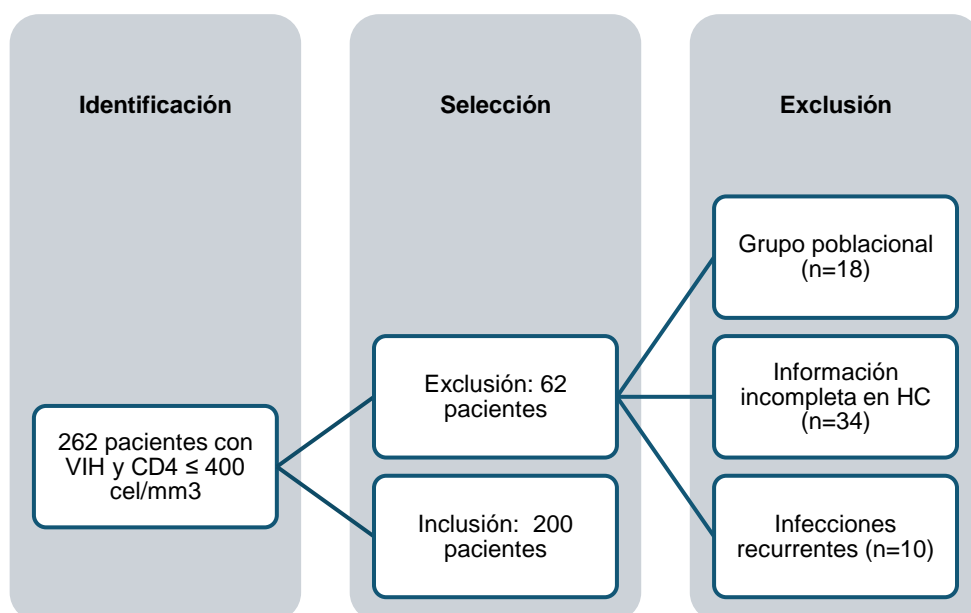 Identificación
Selección
Exclusión
262 pacientes con
VIH y CD4 ≤ 400
cel/mm3
Exclusión: 62
pacientes
Inclusión: 200
pacientes
Grupo poblacional
(n=18)
Información
incompleta en HC
(n=34)
Infecciones
recurrentes (n=10)